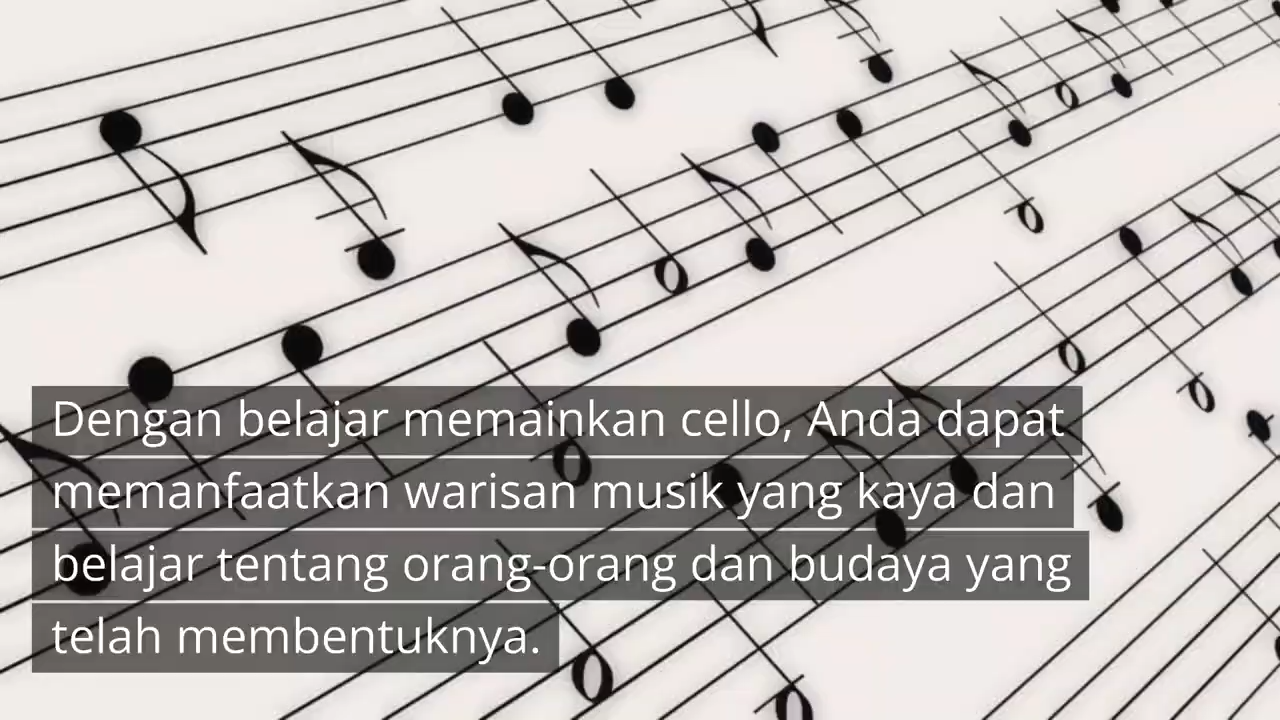 Dengan belajar memainkan cello, Anda dapat
memanfaatkan warisan musik yang kaya dan
belajar tentang orang-orang dan budaya yang
telah membentuknya.